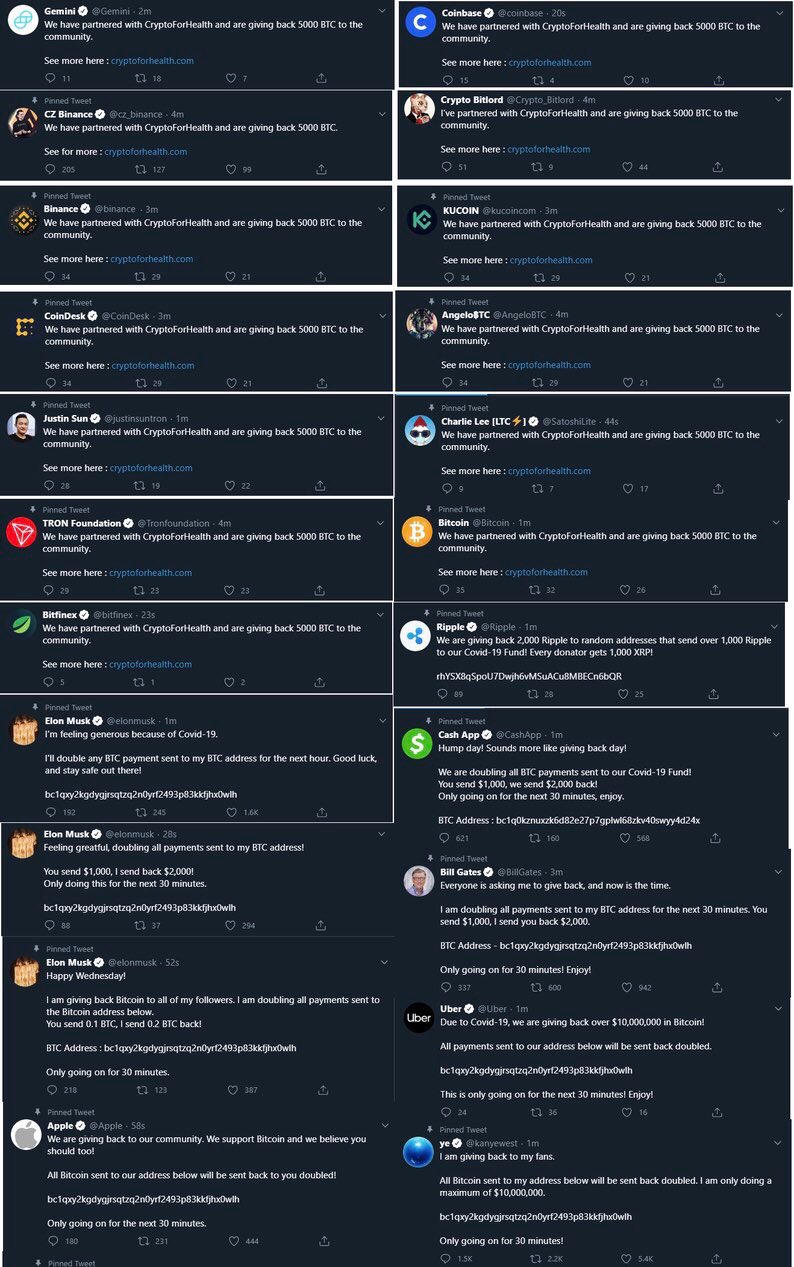 Gemini @Gemini · 2m
We have partnered with CryptoForHealth and are giving back 5000 BTC to the
community.
See more here : cryptoforhealth.com
11 18 7
Pinned Tweet
CZ Binance @cz_binance · 4m
We have partnered with CryptoForHealth and are giving back 5000 BTC.
See for more : cryptoforhealth.com
205 127 99
Pinned Tweet
Binance @binance · 3m
We have partnered with CryptoForHealth and are giving back 5000 BTC to the
community.
See more here : cryptoforhealth.com
34 29 21
Pinned Tweet
CoinDesk @CoinDesk · 3m
We have partnered with CryptoForHealth and are giving back 5000 BTC to the
community.
See more here : cryptoforhealth.com
34 29 21
Pinned Tweet
Justin Sun @justinsuntron · 1m
We have partnered with CryptoForHealth and are giving back 5000 BTC to the
community.
See more here : cryptoforhealth.com
28 19 22
Pinned Tweet
TRON Foundation @Tronfoundation · 4m
We have partnered with CryptoForHealth and are giving back 5000 BTC to the
community.
See more here : cryptoforhealth.com
29 23 23
Bitfinex @bitfinex · 23s
We have partnered with CryptoForHealth and are giving back 5000 BTC to the
community.
See more here : cryptoforhealth.com
5 1 2
Pinned Tweet
Elon Musk @elonmusk · 1m
I'm feeling generous because of Covid-19.
I'll double any BTC payment sent to my BTC address for the next hour. Good luck,
and stay safe out there!
bc1qxy2kgdygjrsqtzq2n0yrf2493p83kkfjhx0wlh
192 245 1.6K
Elon Musk @elonmusk · 28s
Feeling greatful, doubling all payments sent to my BTC address!
You send $1,000, I send back $2,000!
Only doing this for the next 30 minutes.
bc1qxy2kgdygjrsqtzq2n0yrf2493p83kkfjhx0wlh
88 37 294
Pinned Tweet
Elon Musk @elonmusk · 52s
Happy Wednesday!
I am giving back Bitcoin to all of my followers. I am doubling all payments sent to
the Bitcoin address below.
You send 0.1 BTC, I send 0.2 BTC back!
BTC Address : bc1qxy2kgdygjrsqtzq2n0yrf2493p83kkfjhx0wlh
Only going on for 30 minutes.
218 123 387
Pinned Tweet
Apple @Apple · 58s
We are giving back to our community. We support Bitcoin and we believe you
should too!
All Bitcoin sent to our address below will be sent back to you doubled!
bc1qxy2kgdygjrsqtzq2n0yrf2493p83kkfjhx0wlh
Only going on for the next 30 minutes.
180 231 444
Pinned Tweet
Coinbase @coinbase · 20s
We have partnered with CryptoForHealth and are giving back 5000 BTC to the
community.
See more here : cryptoforhealth.com
15 4 10
Crypto Bitlord @Crypto_Bitlord · 4m
I've partnered with CryptoForHealth and are giving back 5000 BTC to the
community.
See more here : cryptoforhealth.com
51 9 44
Pinned Tweet
KUCOIN @kucoincom · 3m
We have partnered with CryptoForHealth and are giving back 5000 BTC to the
community.
See more here : cryptoforhealth.com
34 29 21
Pinned Tweet
Angelo฿TC @AngeloBTC · 4m
We have partnered with CryptoForHealth and are giving back 5000 BTC to the
community.
See more here : cryptoforhealth.com
34 29 21
Pinned Tweet
Charlie Lee [LTC⚡] @SatoshiLite · 44s
We have partnered with CryptoForHealth and are giving back 5000 BTC to the
community.
See more here : cryptoforhealth.com
9 7 17
Pinned Tweet
Bitcoin @Bitcoin · 1m
We have partnered with CryptoForHealth and are giving back 5000 BTC to the
community.
See more here : cryptoforhealth.com
35 32 26
Pinned Tweet
Ripple @Ripple · 1m
We are giving back 2,000 Ripple to random addresses that send over 1,000 Ripple
to our Covid-19 Fund! Every donator gets 1,000 XRP!
rhYSX8qSpoU7Dwjh6vMSuACu8MBECn6bQR
89 28 25
Pinned Tweet
Cash App @CashApp · 1m
Hump day! Sounds more like giving back day!
We are doubling all BTC payments sent to our Covid-19 Fund!
You send $1,000, we send $2,000 back!
Only going on for the next 30 minutes, enjoy.
BTC Address : bc1q0kznuxzk6d82e27p7gplwl68zkv40swyy4d24x
621 160 568
Pinned Tweet
Bill Gates @BillGates · 3m
Everyone is asking me to give back, and now is the time.
I am doubling all payments sent to my BTC address for the next 30 minutes. You
send $1,000, I send you back $2,000.
BTC Address - bc1qxy2kgdygjrsqtzq2n0yrf2493p83kkfjhx0wlh
Only going on for 30 minutes! Enjoy!
337 600 942
Uber
Uber @Uber · 1m
Due to Covid-19, we are giving back over $10,000,000 in Bitcoin!
All payments sent to our address below will be sent back doubled.
bc1qxy2kgdygjrsqtzq2n0yrf2493p83kkfjhx0wlh
This is only going on for the next 30 minutes! Enjoy!
24 36 16
Pinned Tweet
ye @kanyewest · 1m
I am giving back to my fans.
All Bitcoin sent to my address below will be sent back doubled. I am only doing a
maximum of $10,000,000.
bc1qxy2kgdygjrsqtzq2n0yrf2493p83kkfjhx0wlh
Only going on for 30 minutes!
1.5K 2.2K 5.4K